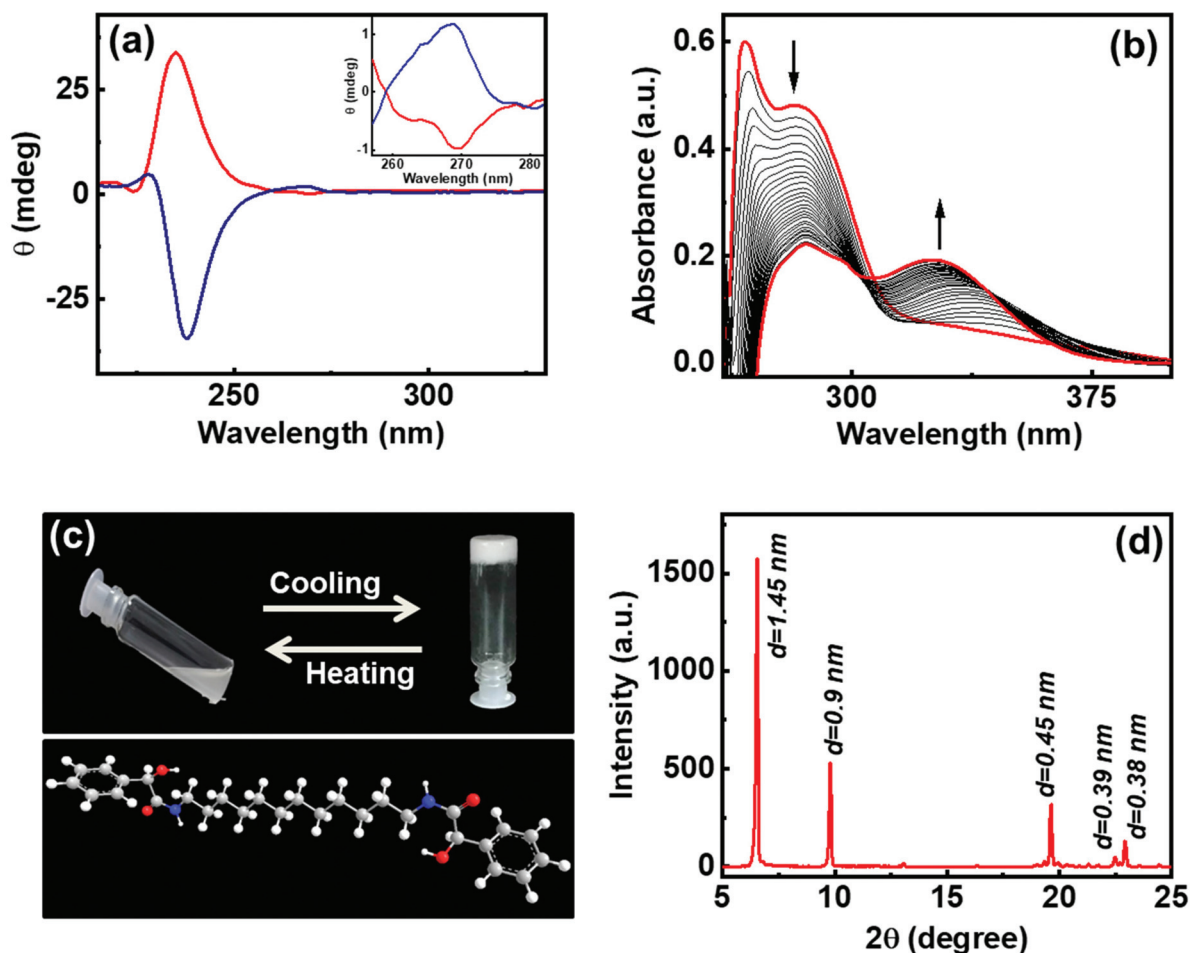 (a)
θ (mdeg)
25
0
-25
250
300
Wavelength (nm)
θ (mdeg)
1
0
-1
260
270
280
Wavelength (nm)
(b)
Absorbance (a.u.)
0.6
0.4
0.2
0.0
300
375
Wavelength (nm)
(c)
Cooling
Heating
(d)
Intensity (a.u.)
1500
1000
500
0
d=1.45 nm
d=0.9 nm
d=0.45 nm
d=0.39 nm
d=0.38 nm
5
10
15
20
25
2θ (degree)